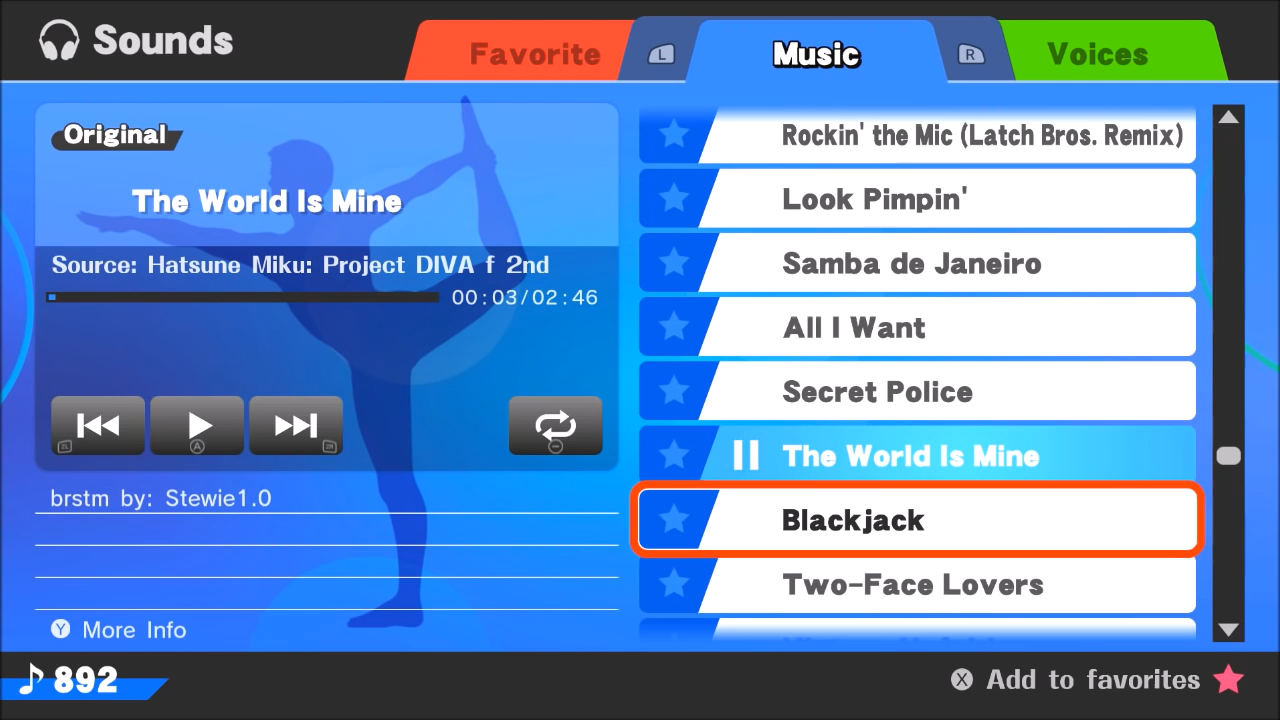 Sounds
Favorite
L
Music
R
Voices
Original
The World Is Mine
Source: Hatsune Miku: Project DIVA f 2nd
00:03/02:46
ZL
A
ZR
brstm by: Stewie1.0
Y More Info
Rockin' the Mic (Latch Bros. Remix)
Look Pimpin'
Samba de Janeiro
All I Want
Secret Police
The World Is Mine
Blackjack
Two-Face Lovers
892
X Add to favorites